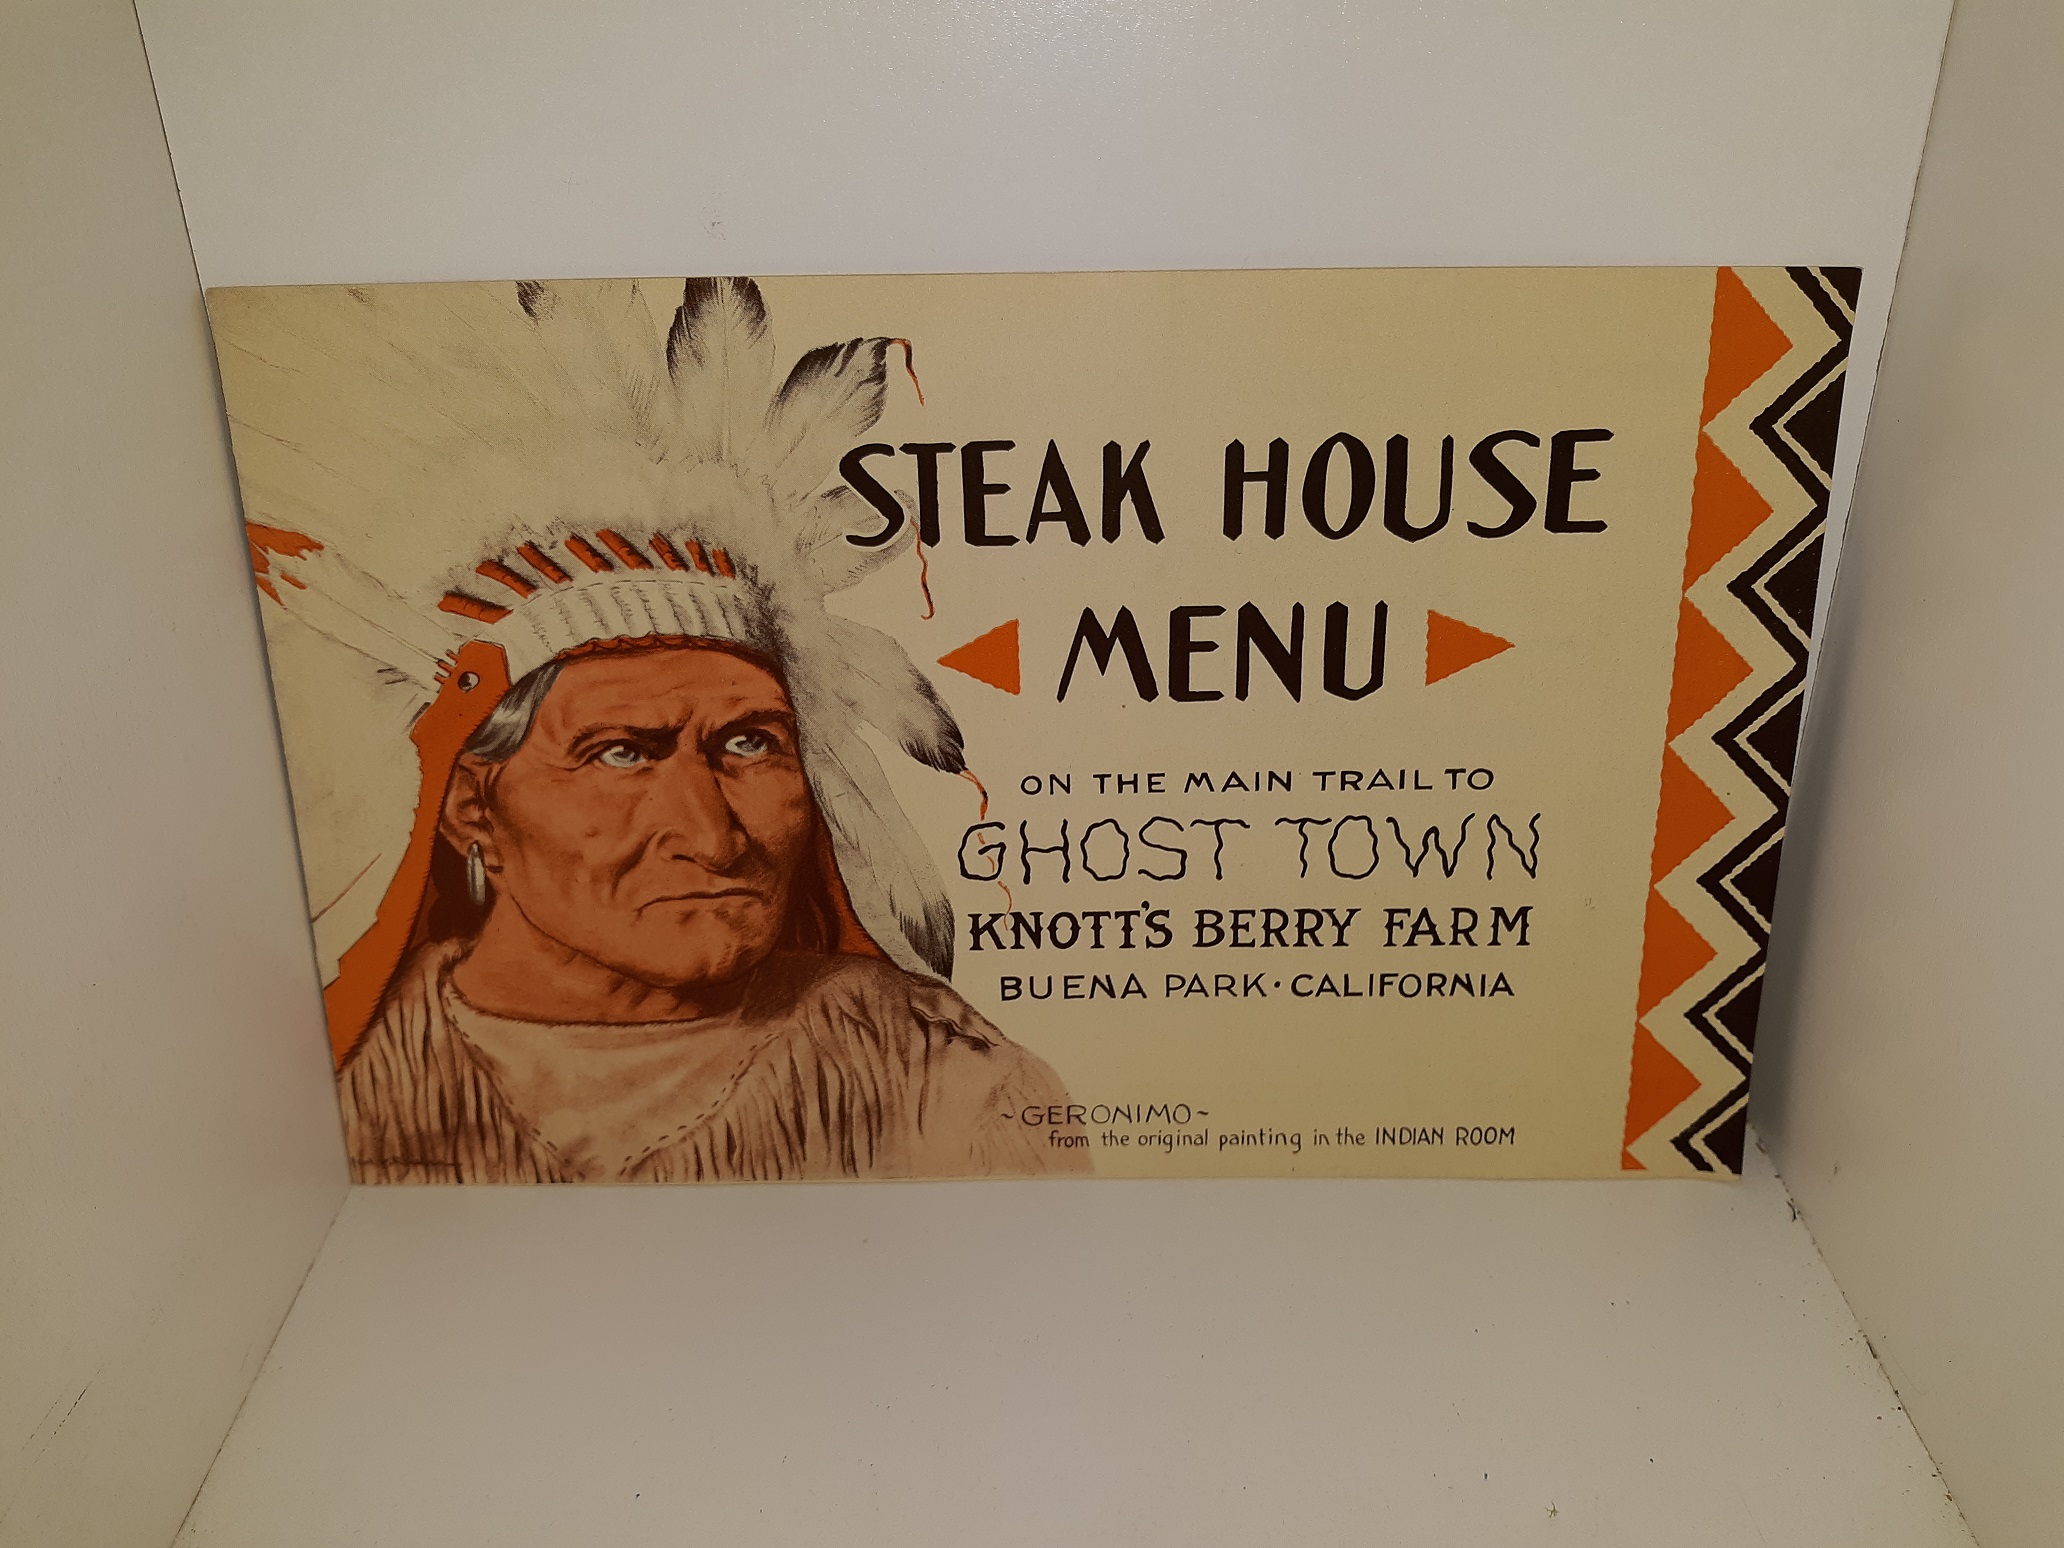 STEAK HOUSE
MENU
ON THE MAIN TRAIL TO
GHOST TOWN
KNOTT'S BERRY FARM
BUENA PARK · CALIFORNIA
~GERONIMO~
from the original painting in the INDIAN ROOM